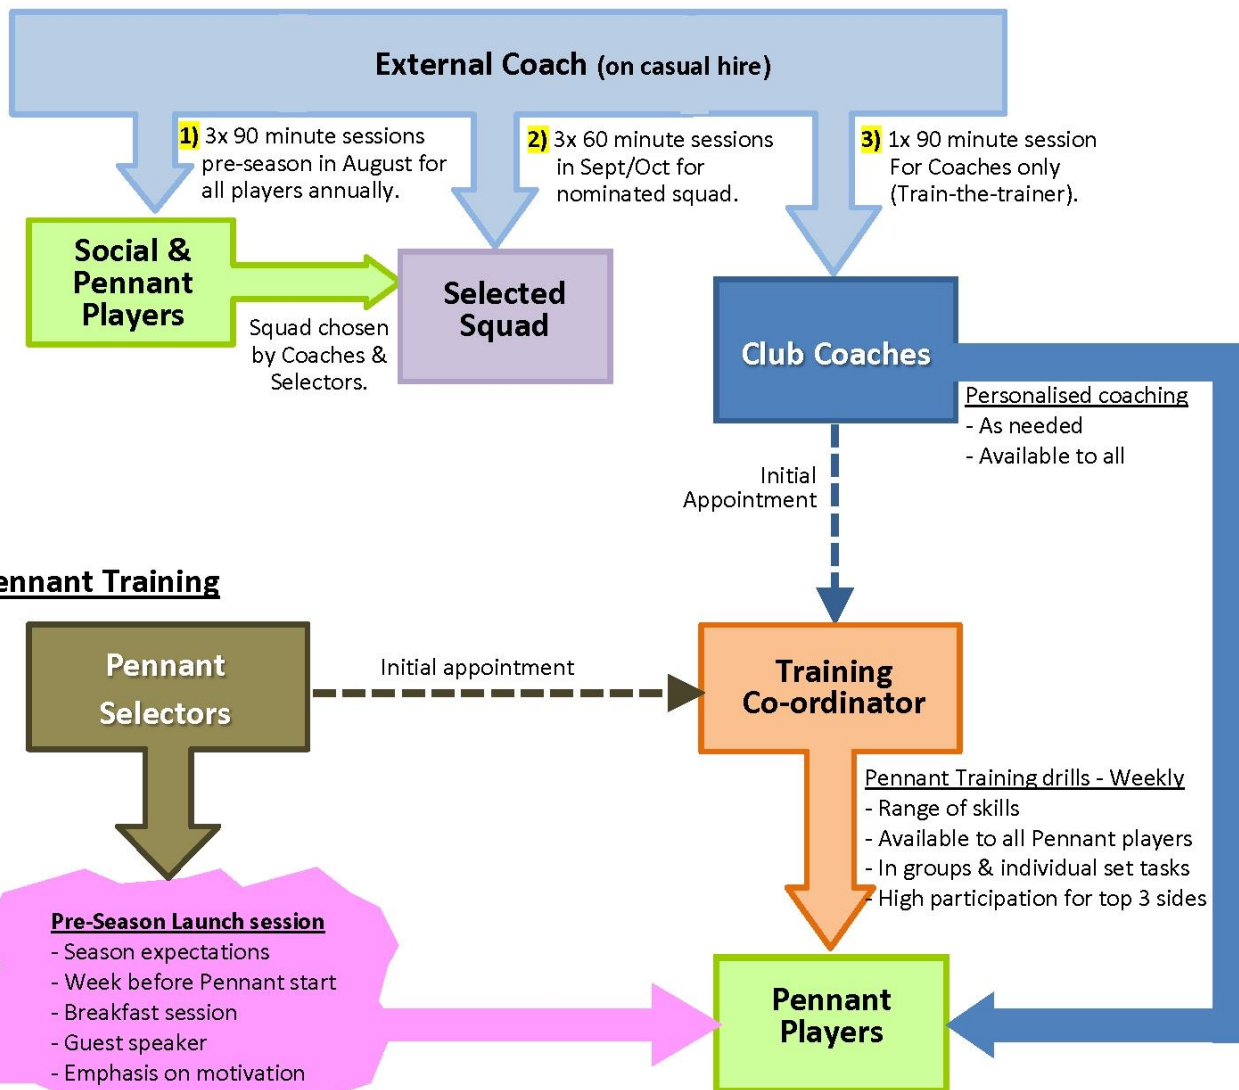 External Coach (on casual hire)
1) 3x 90 minute sessions
pre-season in August for
all players annually.
2) 3x 60 minute sessions
in Sept/Oct for
nominated squad.
3) 1x 90 minute session
For Coaches only
(Train-the-trainer).
Social &
Pennant
Players
Squad chosen
by Coaches &
Selectors.
Selected
Squad
Club Coaches
Personalised coaching
- As needed
- Available to all
Initial
Appointment
ennant Training
Pennant
Selectors
Initial appointment
Training
Co-ordinator
Pennant Training drills - Weekly
- Range of skills
- Available to all Pennant players
- In groups & individual set tasks
- High participation for top 3 sides
Pre-Season Launch session
- Season expectations
- Week before Pennant start
- Breakfast session
- Guest speaker
- Emphasis on motivation
Pennant
Players